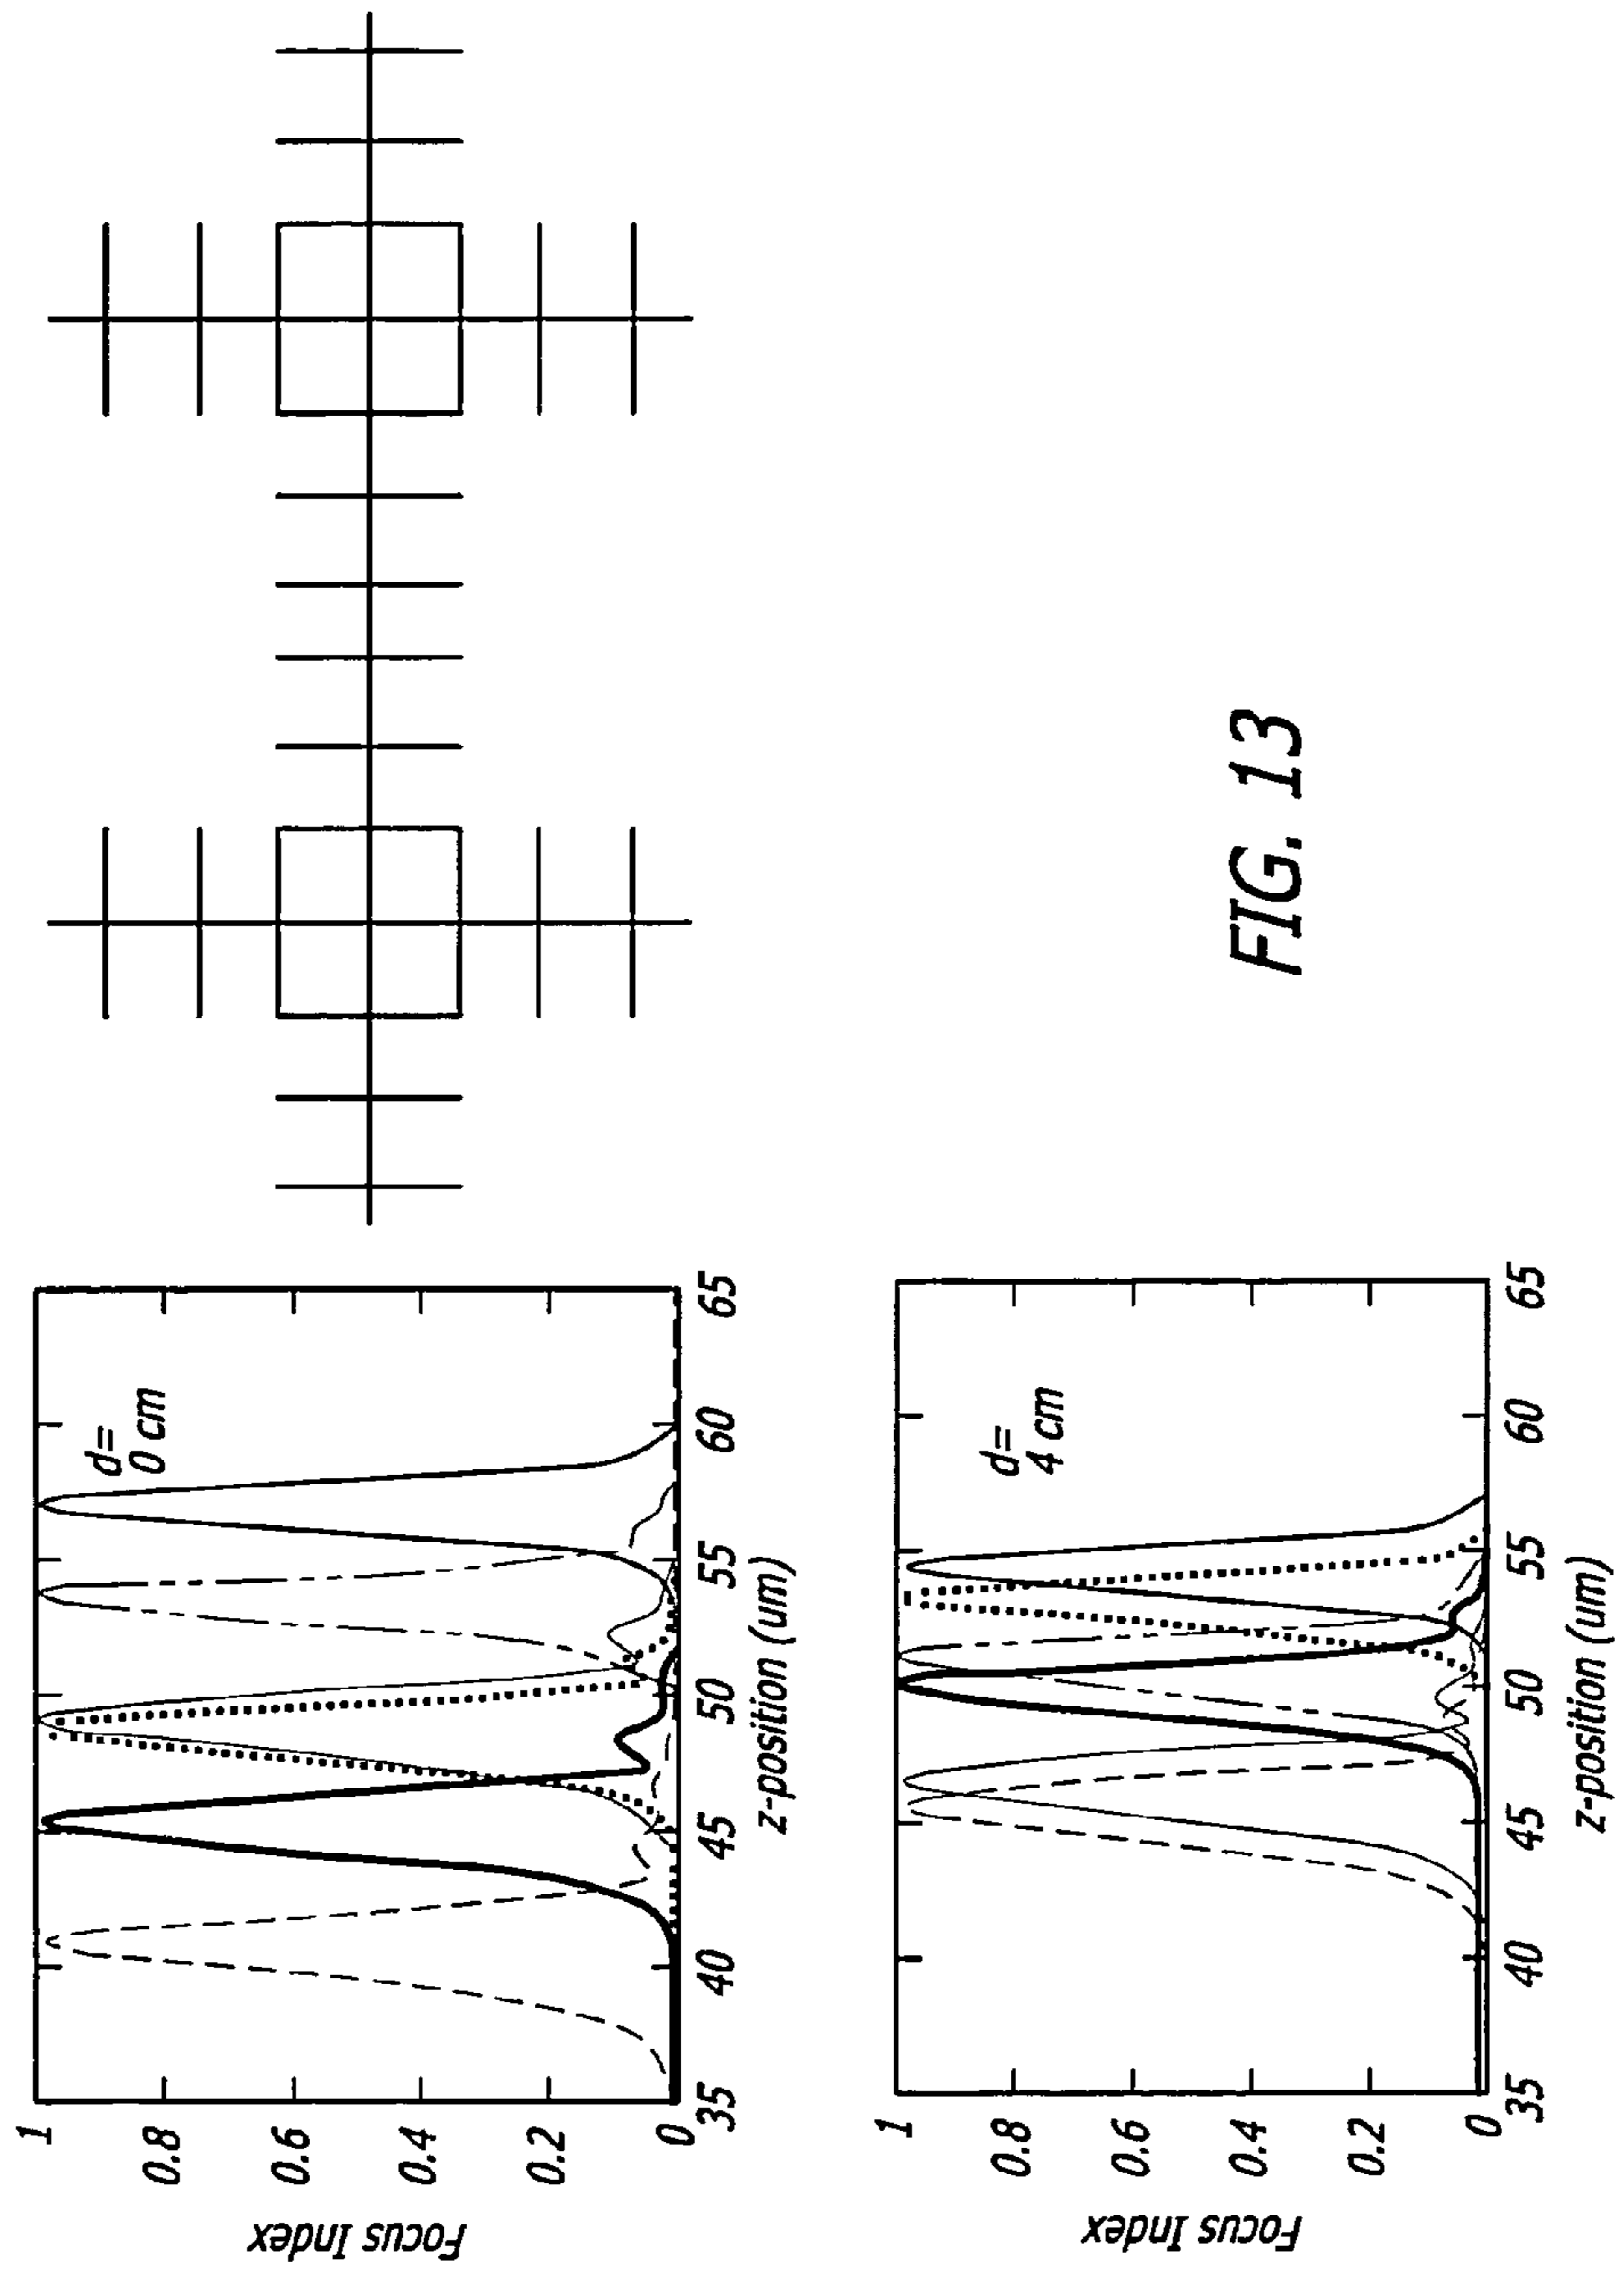 Focus Index
1
0.8
0.6
0.4
0.2
0
d=
0 cm
35 40 45 50 55 60 65
z-position (um)
Focus Index
1
0.8
0.6
0.4
0.2
0
d=
4 cm
35 40 45 50 55 60 65
z-position (um)
FIG. 13